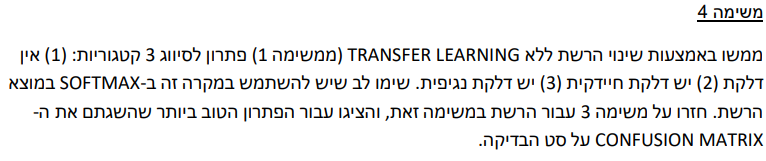 משימה 4
ממשו באמצעות שינוי הרשת ללא TRANSFER LEARNING (ממשימה 1) פתרון לסיווג 3 קטגוריות: (1) אין
דלקת (2) יש דלקת חיידקית (3) יש דלקת נגיפית. שימו לב שיש להשתמש במקרה זה ב-SOFTMAX במוצא
הרשת. חזרו על משימה 3 עבור הרשת במשימה זאת, והציגו עבור הפתרון הטוב ביותר שהשגתם את ה-
CONFUSION MATRIX על סט הבדיקה.